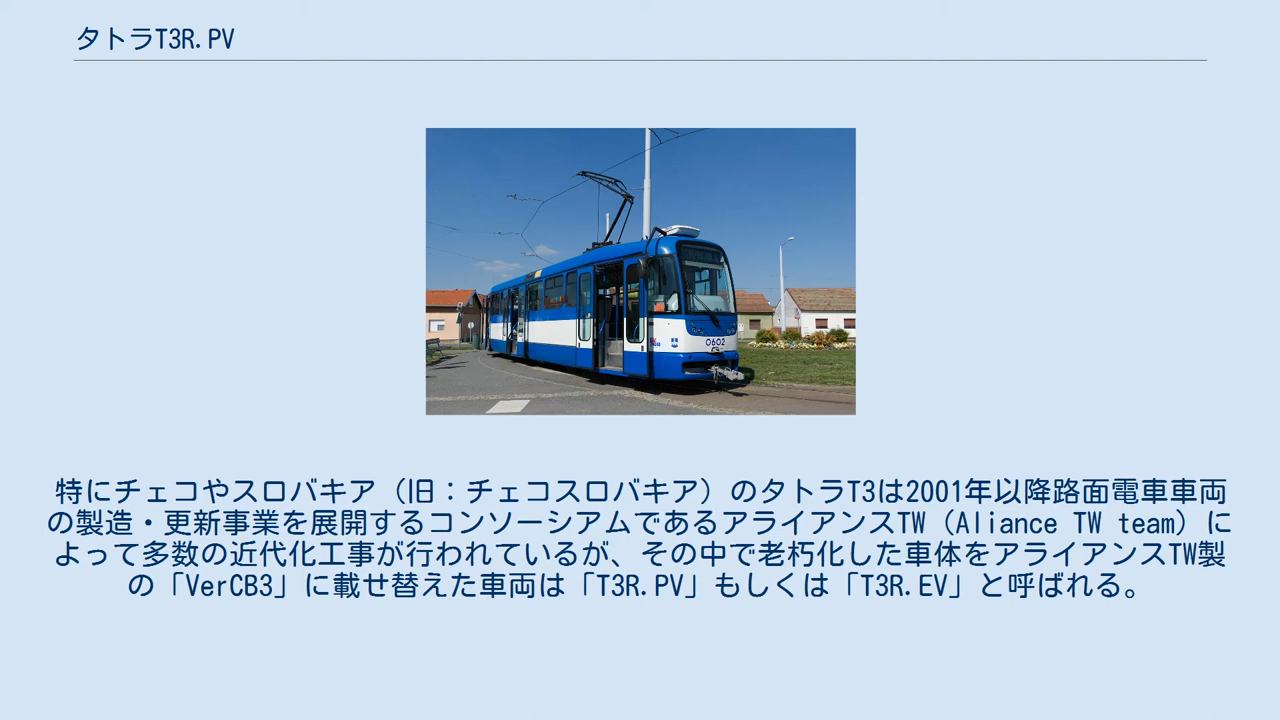 タトラT3R.PV
0602
特にチェコやスロバキア（旧：チェコスロバキア）のタトラT3は2001年以降路面電車車両
の製造・更新事業を展開するコンソーシアムであるアライアンスTW（Aliance TW team）に
よって多数の近代化工事が行われているが、その中で老朽化した車体をアライアンスTW製
の「VerCB3」に載せ替えた車両は「T3R.PV」もしくは「T3R.EV」と呼ばれる。